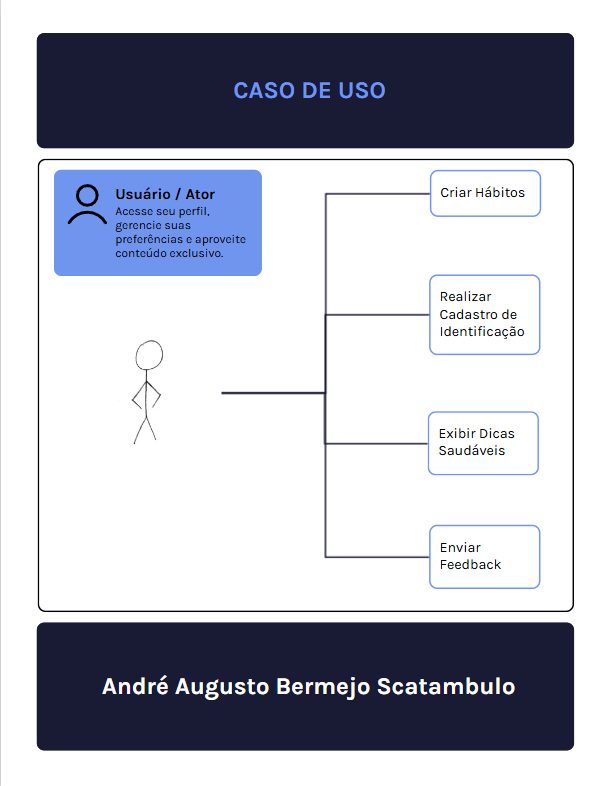 CASO DE USO
Usuário / Ator
Acesse seu perfil,
gerencie suas
preferências e aproveite
conteúdo exclusivo.
Criar Hábitos
Realizar
Cadastro de
Identificação
Exibir Dicas
Saudáveis
Enviar
Feedback
André Augusto Bermejo Scatambulo